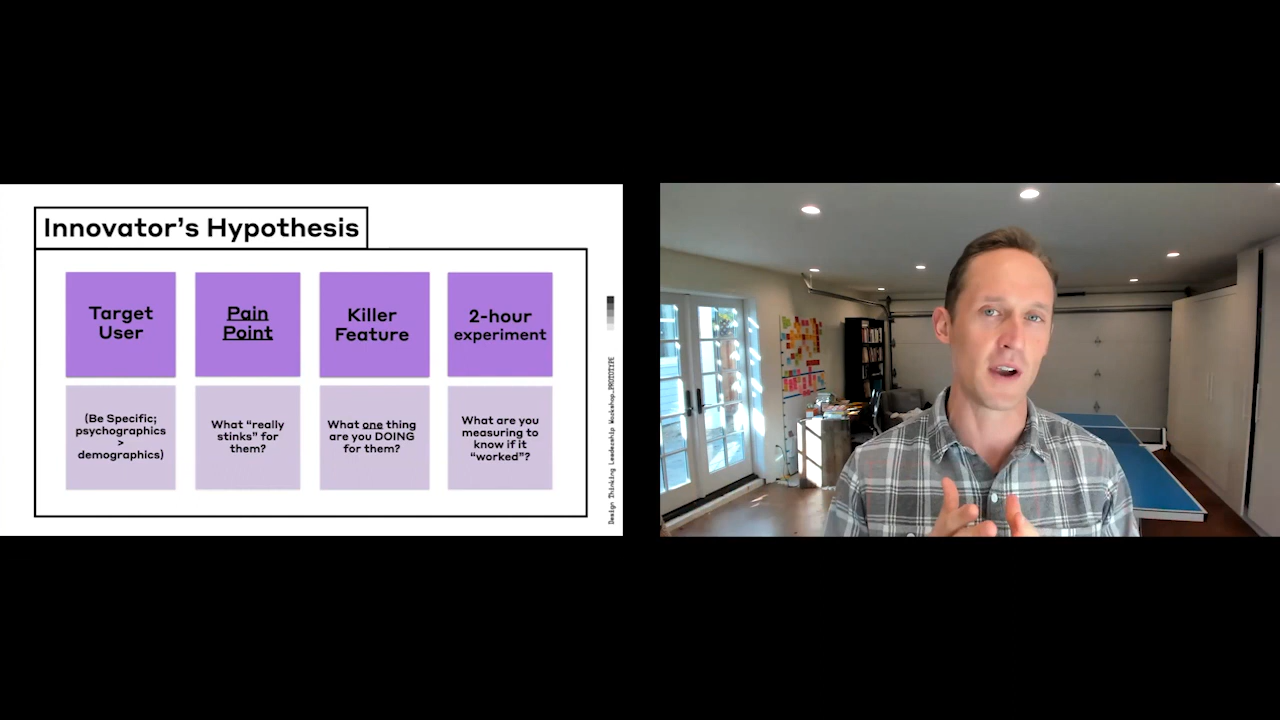 Innovator's Hypothesis
Target
User
Pain
Point
Killer
Feature
2-hour
experiment
(Be Specific;
psychographics
>
demographics)
What "really
stinks" for
them?
What one thing
are you DOING
for them?
What are you
measuring to
know if it
"worked"?
Design Thinking Leadership Workshop_PROTOTYPE